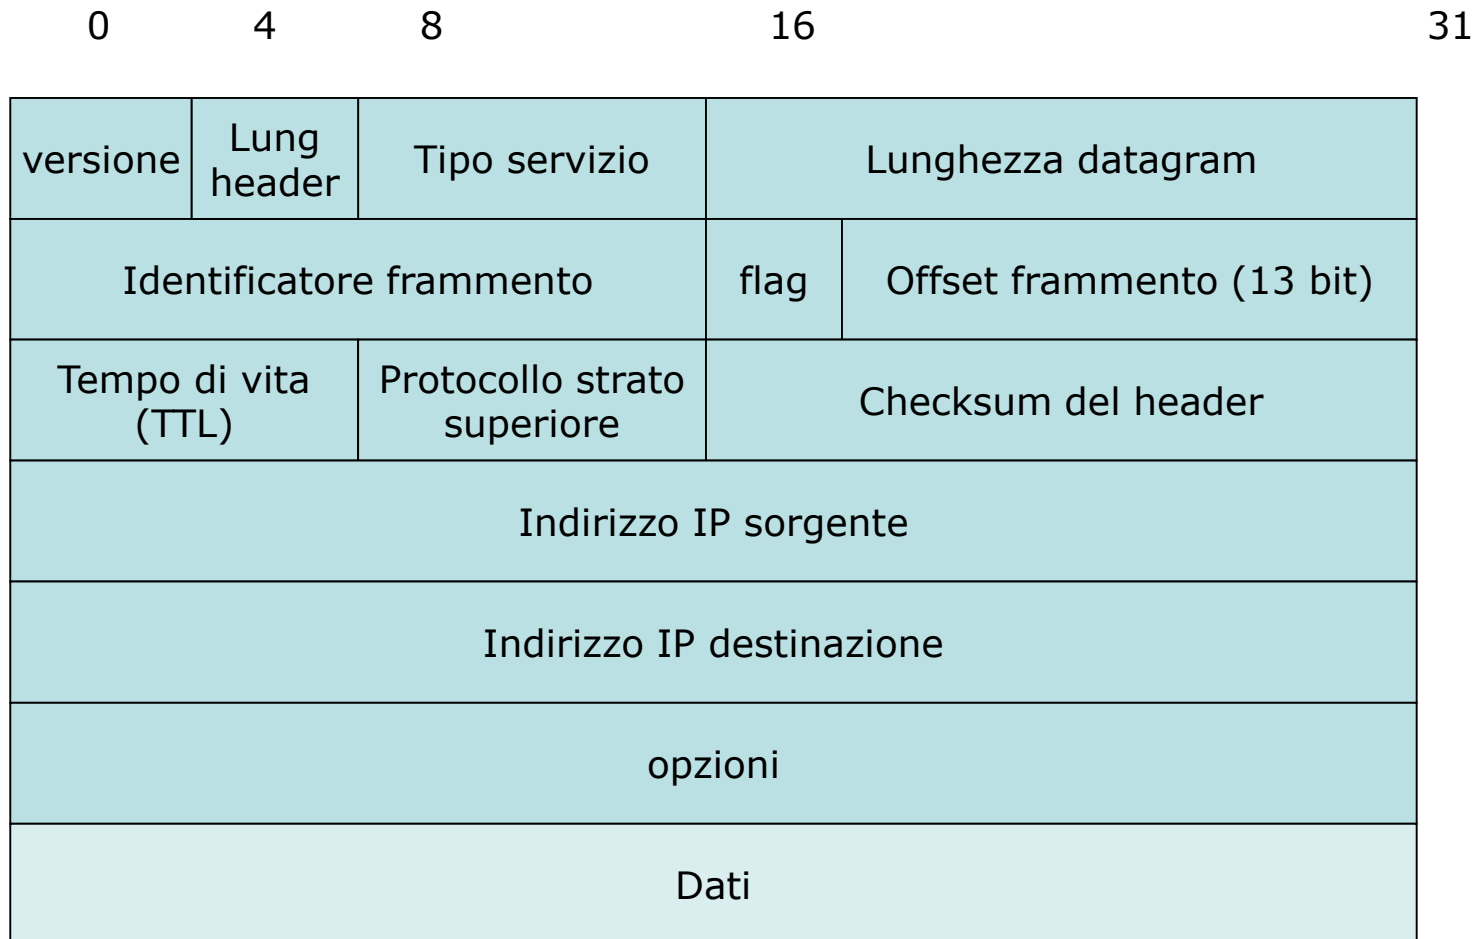 0 4 8 16 31
versione Lung header Tipo servizio Lunghezza datagram
Identificatore frammento flag Offset frammento (13 bit)
Tempo di vita (TTL) Protocollo strato superiore Checksum del header
Indirizzo IP sorgente
Indirizzo IP destinazione
opzioni
Dati